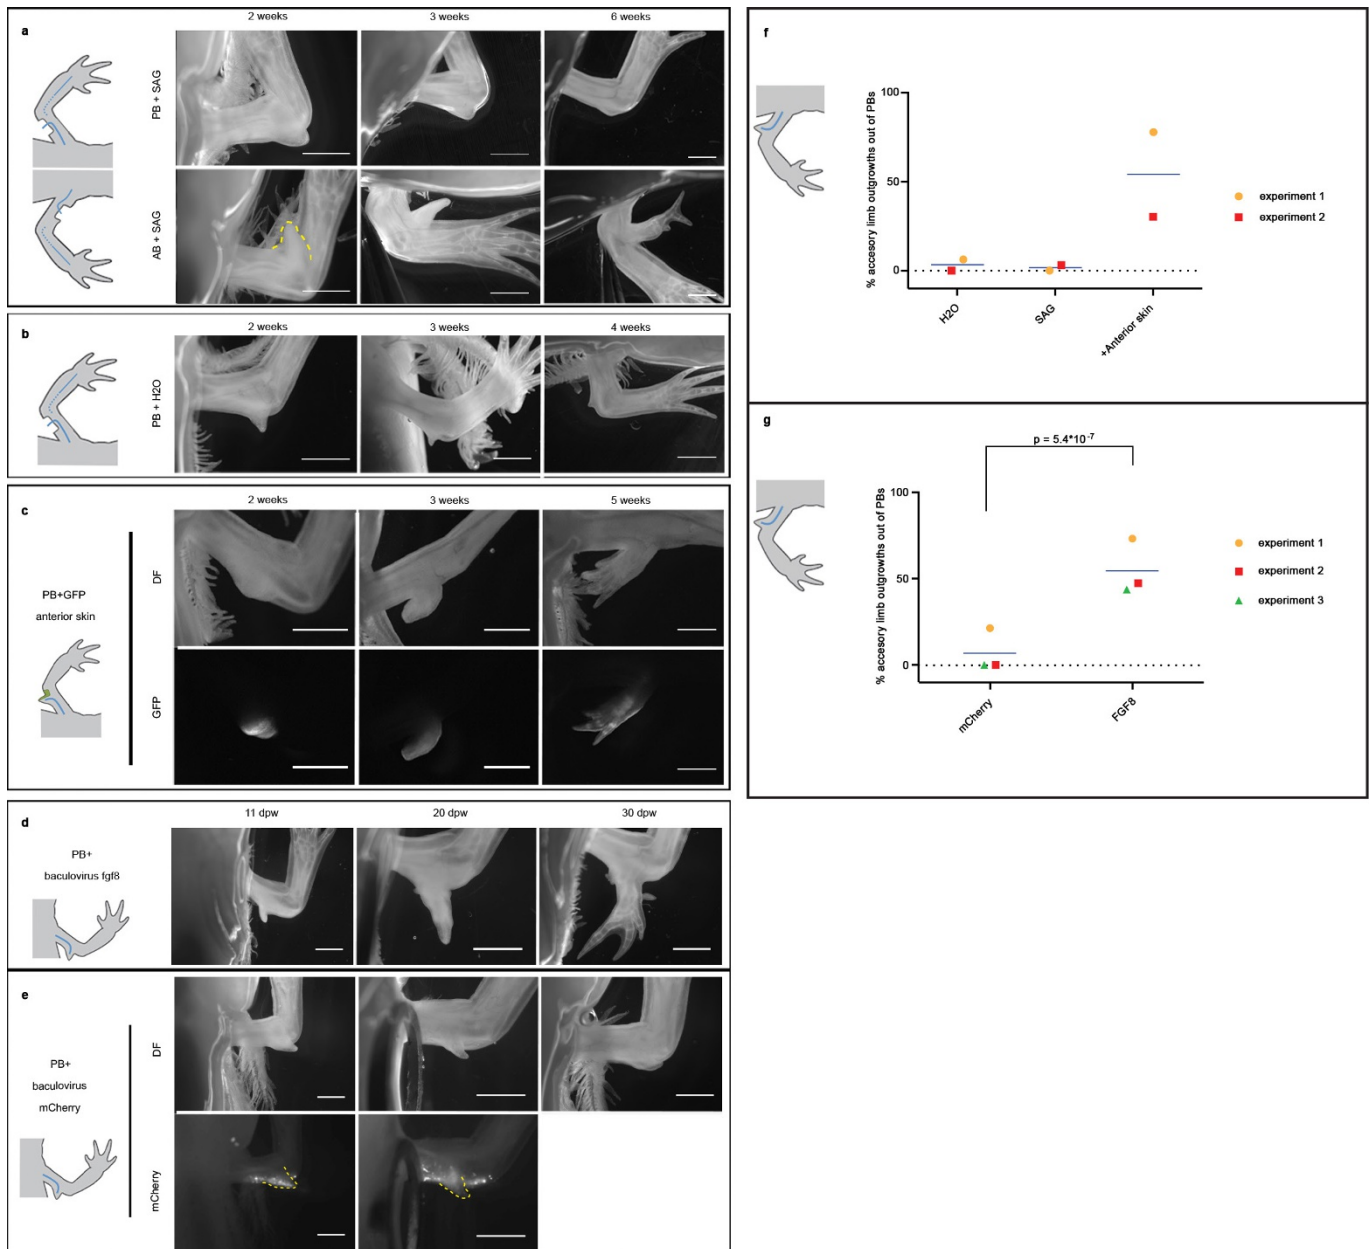 a
2 weeks
3 weeks
6 weeks
PB + SAG
AB + SAG
b
2 weeks
3 weeks
4 weeks
PB + H2O
c
2 weeks
3 weeks
5 weeks
PB+GFP
anterior skin
DF
GFP
d
11 dpw
20 dpw
30 dpw
PB+
baculovirus fgf8
e
PB+
baculovirus
mCherry
DF
mCherry
f
% accesory limb outgrowths out of PBs
100
50
0
H2O
SAG
+Anterior skin
experiment 1
experiment 2
g
p = 5.4*10-7
% accesory limb outgrowths out of PBs
100
50
0
mCherry
FGF8
experiment 1
experiment 2
experiment 3